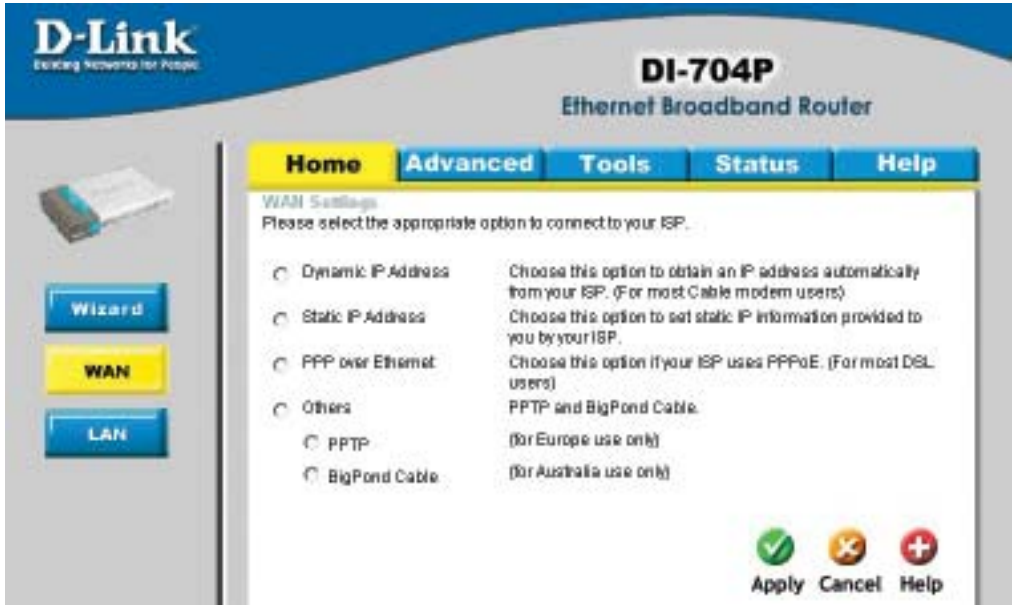 D-Link
Building Networks for People
DI-704P
Ethernet Broadband Router
Home
Advanced
Tools
Status
Help
WAN Settings
Please select the appropriate option to connect to your ISP.
Wizard
WAN
LAN
Dynamic IP Address
Choose this option to obtain an IP address automatically
from your ISP. (For most Cable modem users)
Static IP Address
Choose this option to set static IP information provided to
you by your ISP.
PPP over Ethernet
Choose this option if your ISP uses PPPoE. (For most DSL
users)
Others
PPTP and BigPond Cable.
PPTP
(for Europe use only)
BigPond Cable
(for Australia use only)
Apply
Cancel
Help